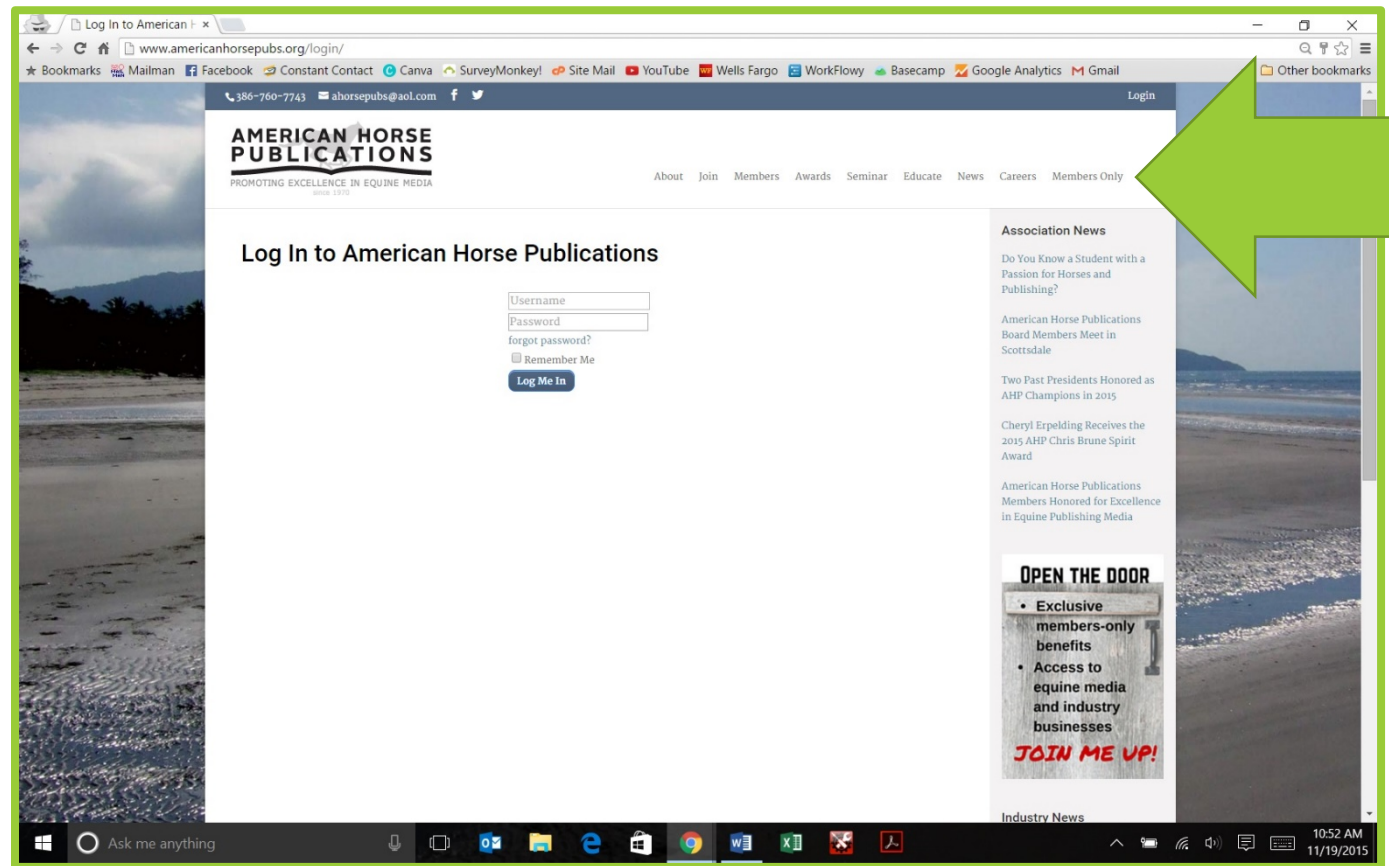 Log In to American H
www.americanhorsepubs.org/login/
Bookmarks Mailman Facebook Constant Contact Canva SurveyMonkey! Site Mail YouTube Wells Fargo WorkFlowy Basecamp Google Analytics Gmail Other bookmarks
386-760-7743 ahorsepubs@aol.com Login
AMERICAN HORSE
PUBLICATIONS
PROMOTING EXCELLENCE IN EQUINE MEDIA
since 1970
About Join Members Awards Seminar Educate News Careers Members Only
Log In to American Horse Publications
Username
Password
forgot password?
Remember Me
Log Me In
Association News
Do You Know a Student with a
Passion for Horses and
Publishing?
American Horse Publications
Board Members Meet in
Scottsdale
Two Past Presidents Honored as
AHP Champions in 2015
Cheryl Erpelding Receives the
2015 AHP Chris Brune Spirit
Award
American Horse Publications
Members Honored for Excellence
in Equine Publishing Media
OPEN THE DOOR
• Exclusive
members-only
benefits
• Access to
equine media
and industry
businesses
JOIN ME UP!
Industry News
Ask me anything
10:52 AM
11/19/2015